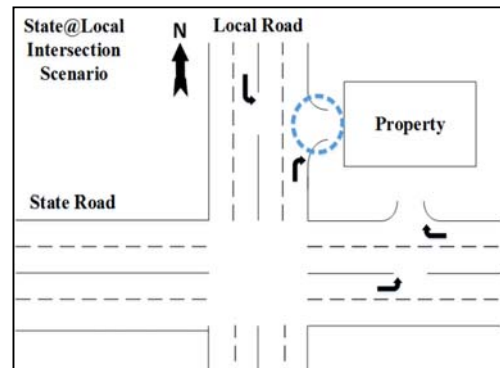 State@Local
Intersection
Scenario
N
Local Road
Property
State Road